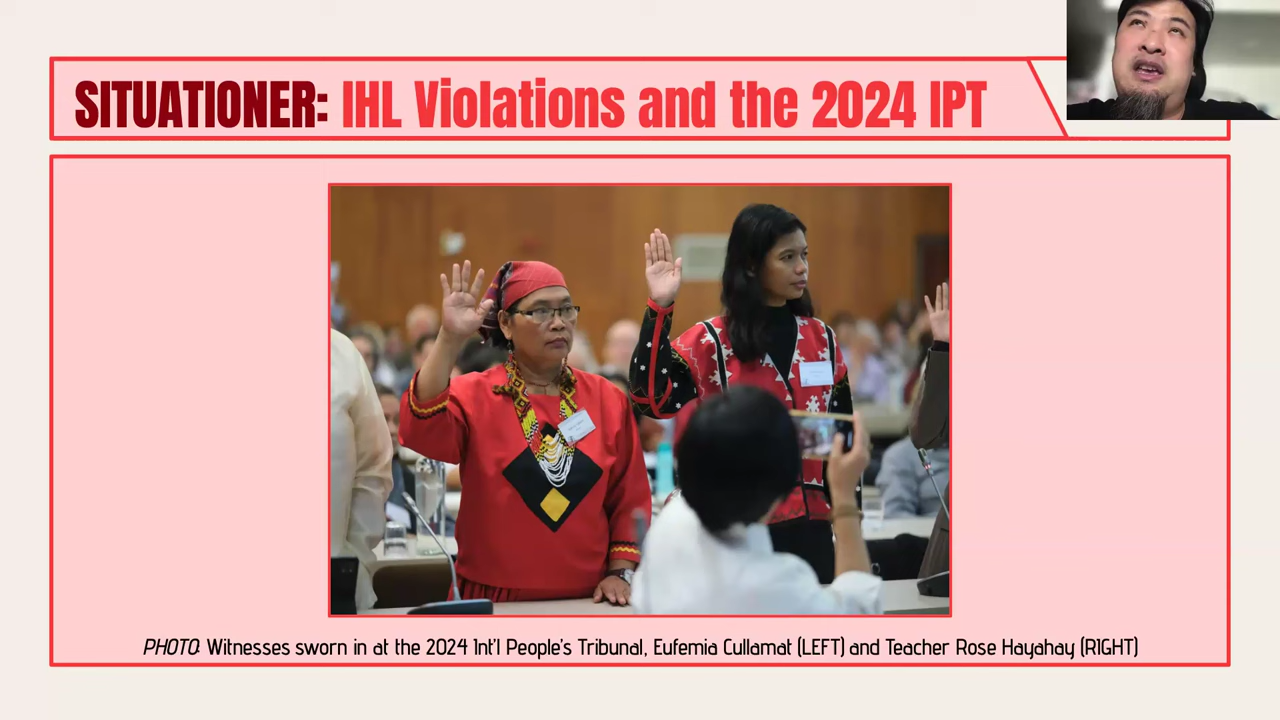 SITUATIONER: IHL Violations and the 2024 IPT
PHOTO: Witnesses sworn in at the 2024 Int'l People's Tribunal, Eufemia Cullamat (LEFT) and Teacher Rose Hayahay (RIGHT)